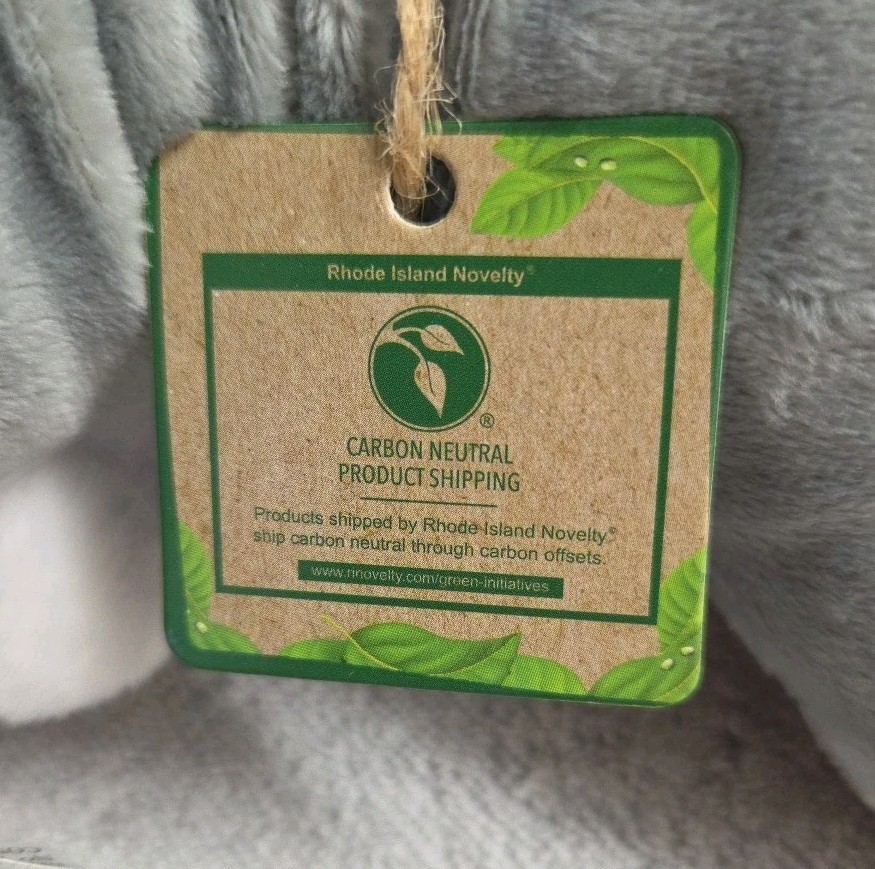 Rhode Island Novelty®
®
CARBON NEUTRAL
PRODUCT SHIPPING
Products shipped by Rhode Island Novelty®
ship carbon neutral through carbon offsets.
www.rinovelty.com/green-initiatives